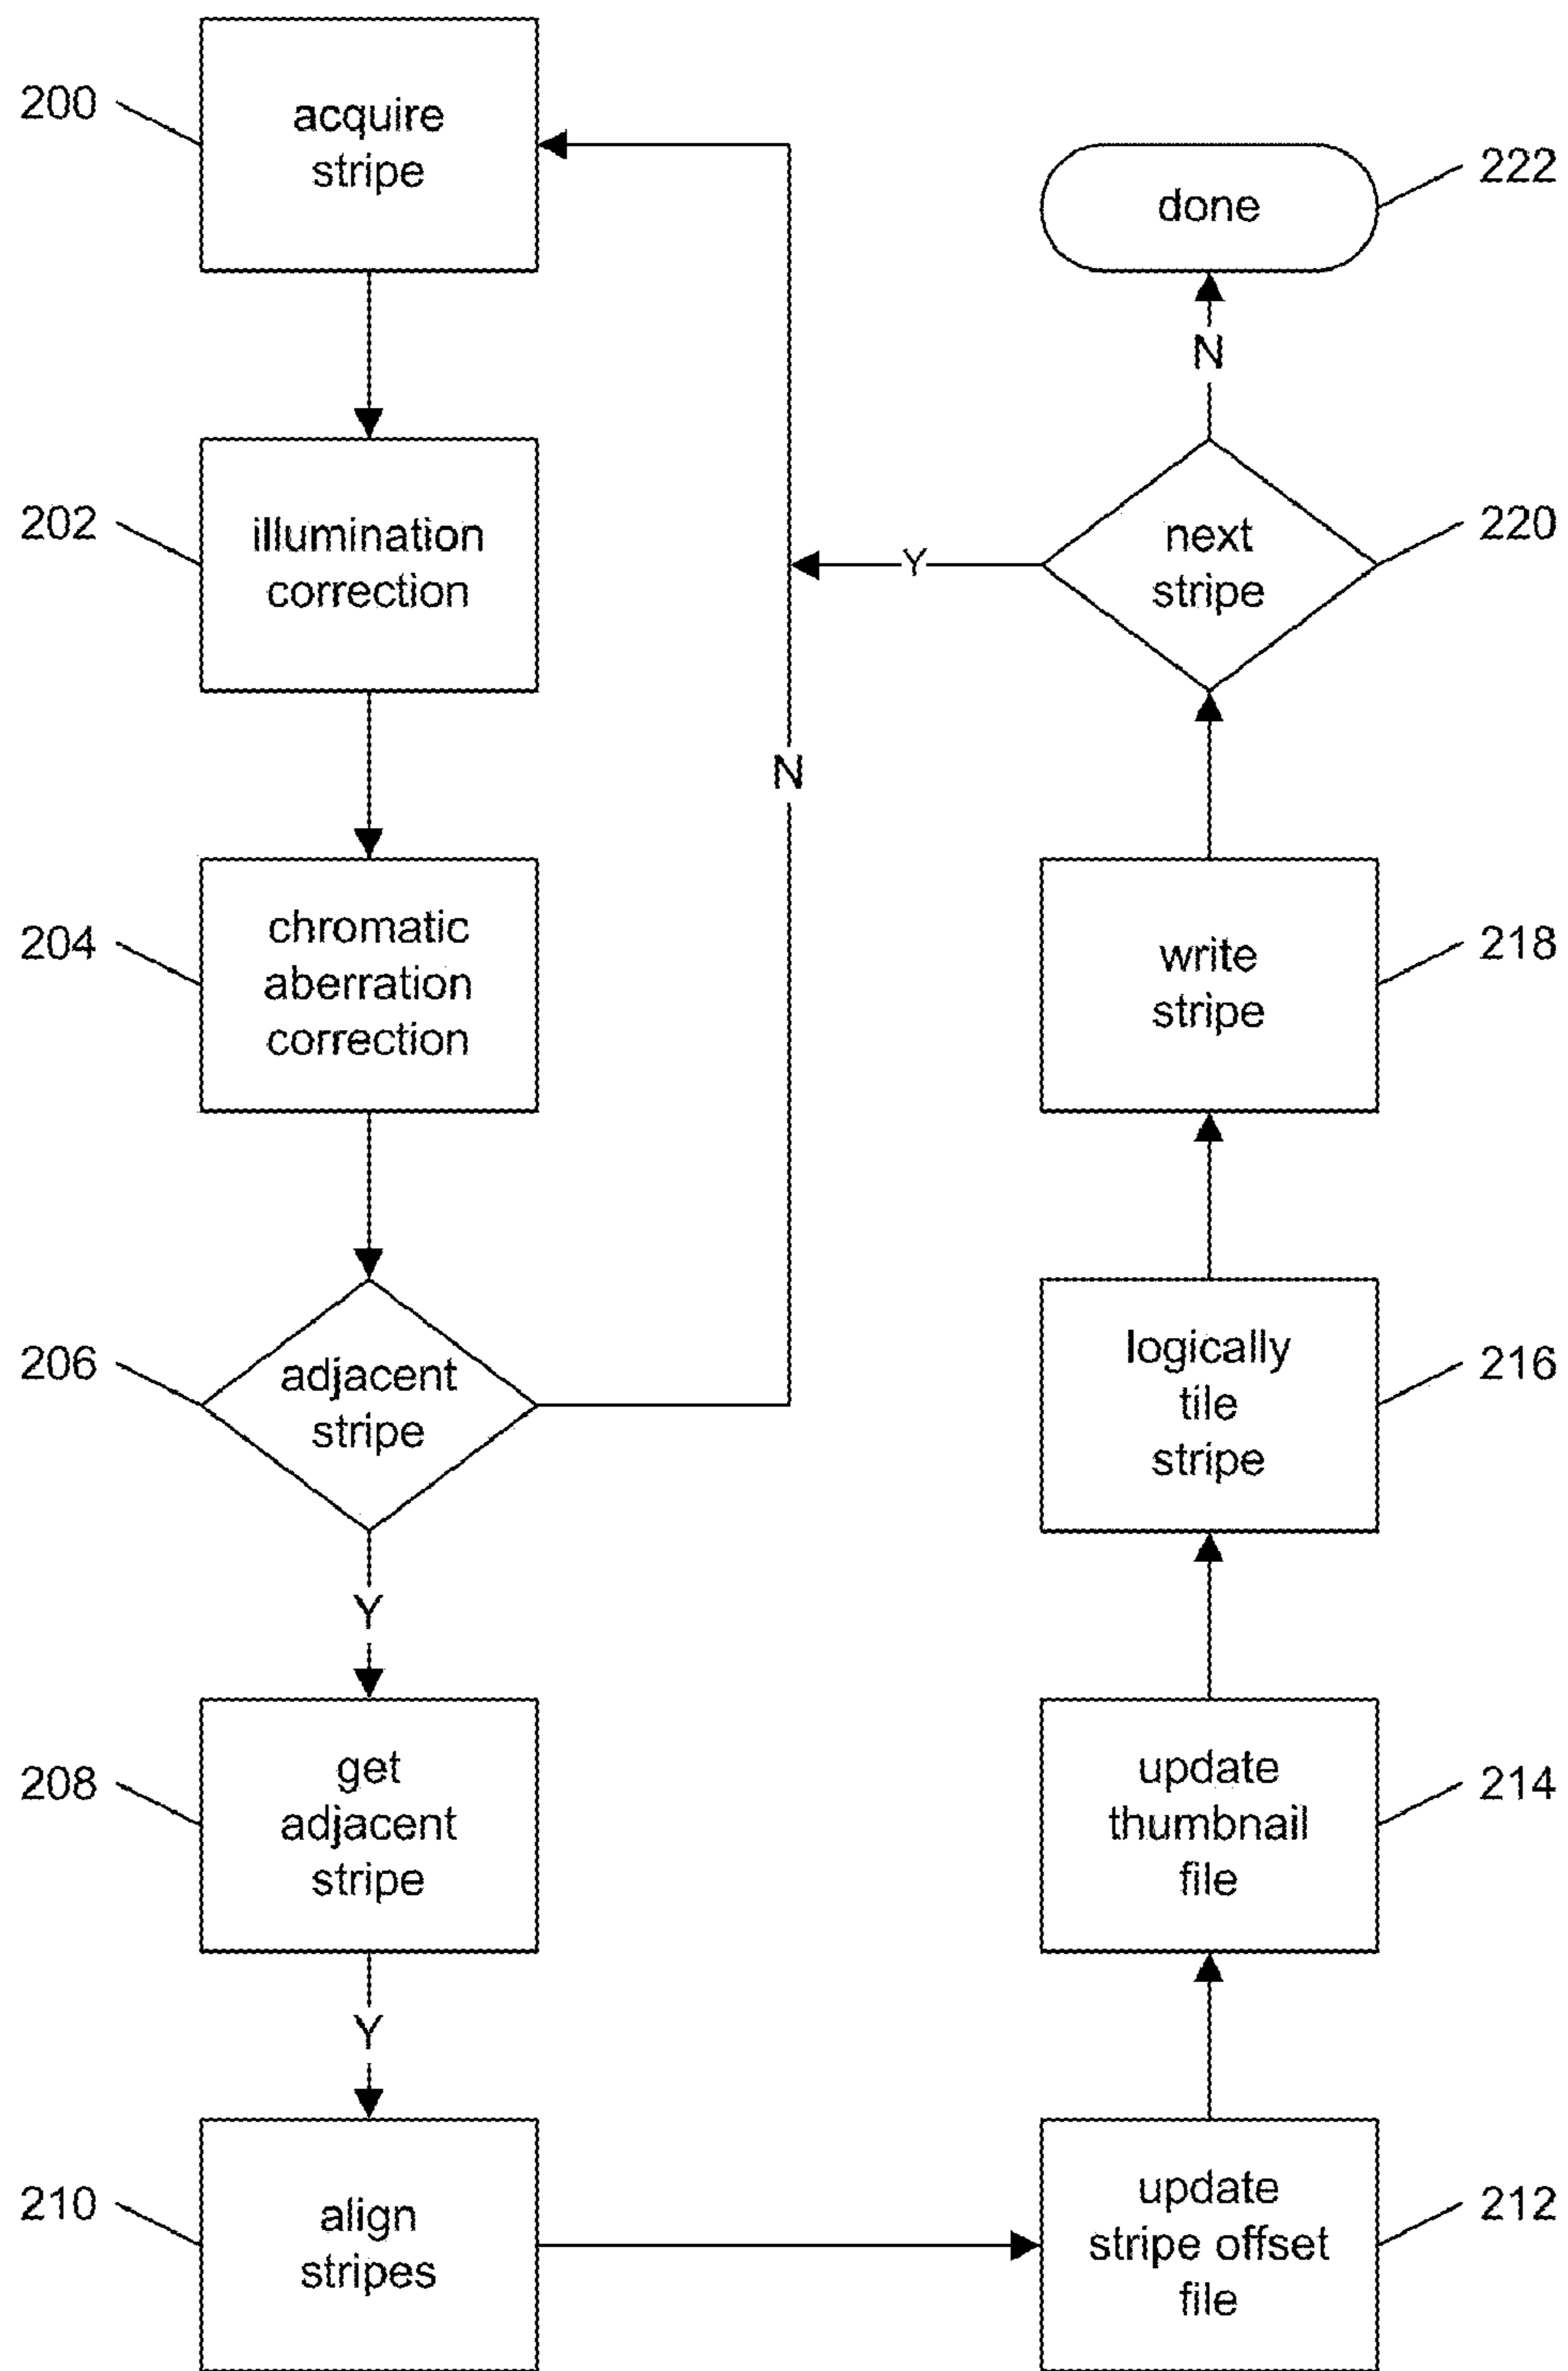 200
acquire
stripe
202
illumination
correction
204
chromatic
aberration
correction
206
adjacent
stripe
N
Y
208
get
adjacent
stripe
Y
210
align
stripes
update
stripe offset
file
212
update
thumbnail
file
214
logically
tile
stripe
216
write
stripe
218
next
stripe
220
Y
N
done
222